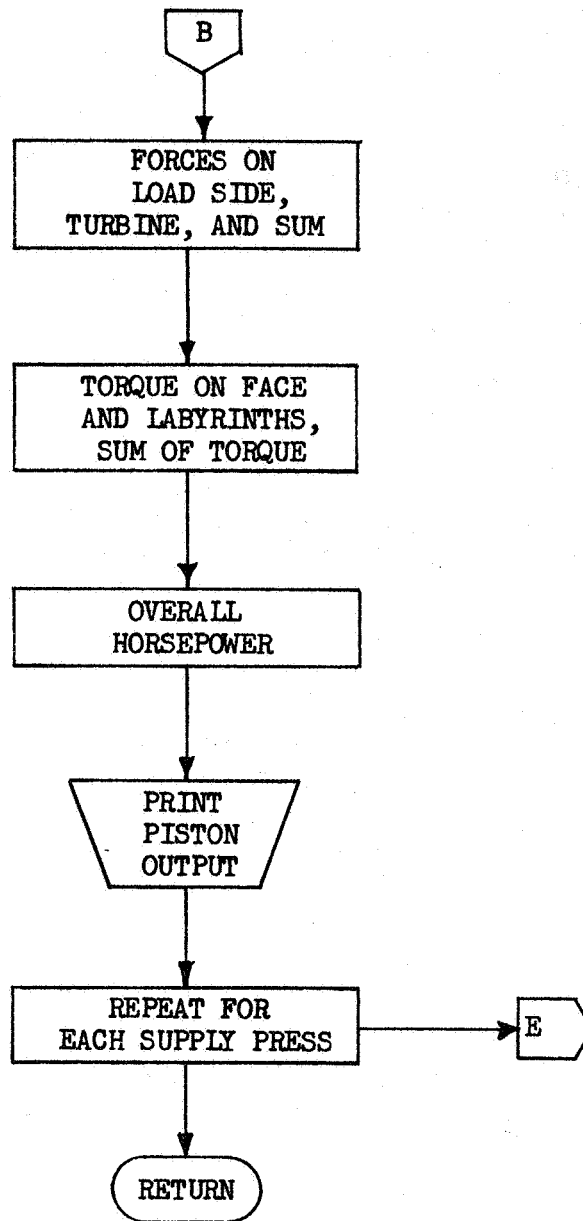 B
FORCES ON
LOAD SIDE,
TURBINE, AND SUM
TORQUE ON FACE
AND LABYRINTHS,
SUM OF TORQUE
OVERALL
HORSEPOWER
PRINT
PISTON
OUTPUT
REPEAT FOR
EACH SUPPLY PRESS
E
RETURN